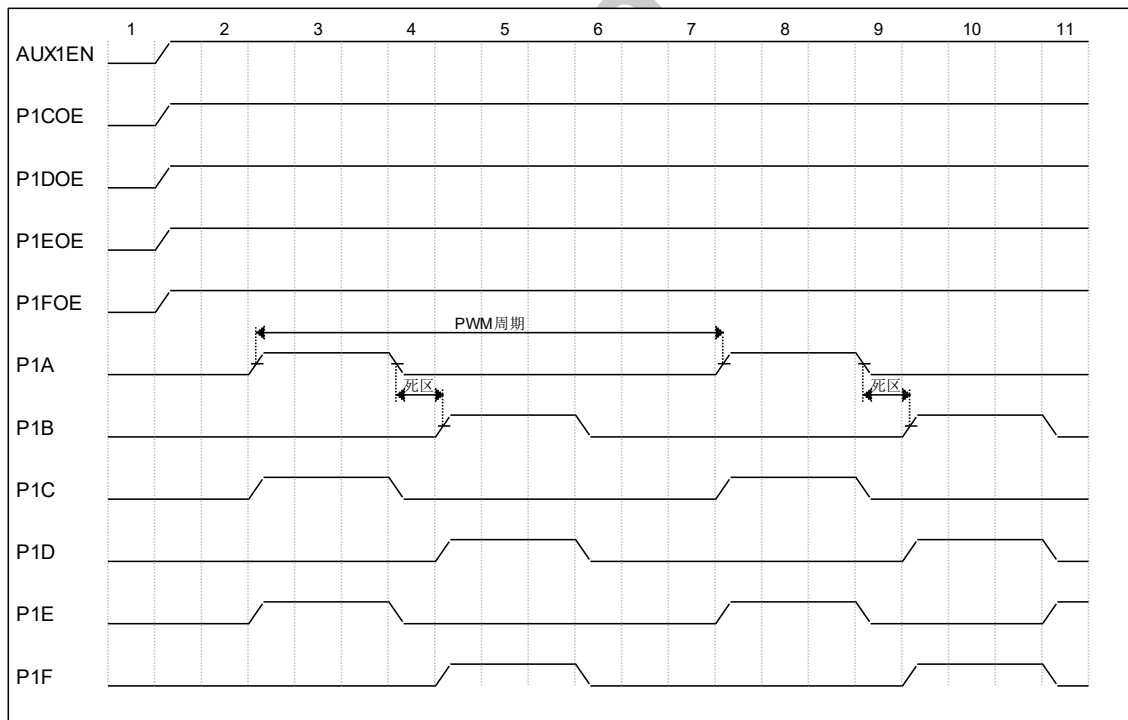 1 2 3 4 5 6 7 8 9 10 11
AUX1EN
P1COE
P1DOE
P1EOE
P1FOE
PWM周期
P1A
死区 死区
P1B
P1C
P1D
P1E
P1F